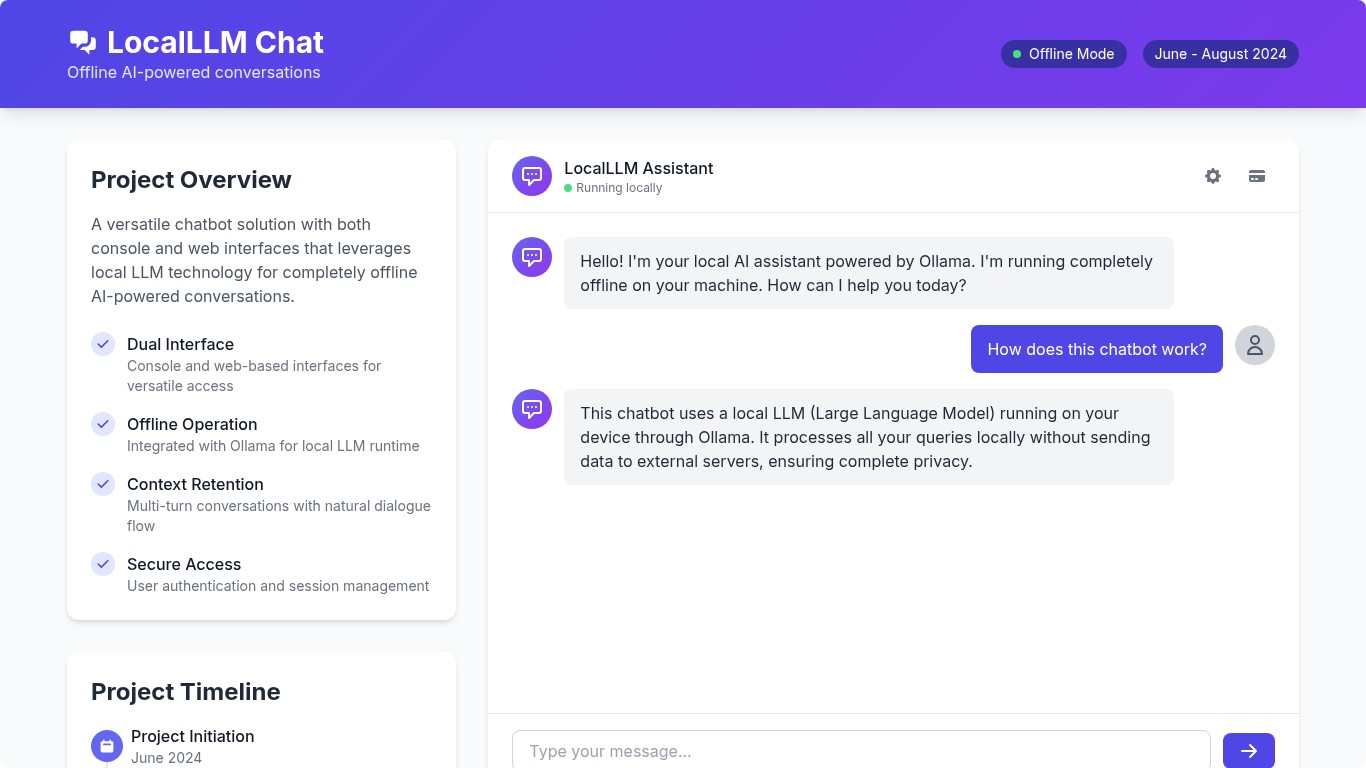 LocalLLM Chat
Offline AI-powered conversations
Offline Mode
June - August 2024
Project Overview
A versatile chatbot solution with both
console and web interfaces that leverages
local LLM technology for completely offline
AI-powered conversations.
Dual Interface
Console and web-based interfaces for
versatile access
Offline Operation
Integrated with Ollama for local LLM runtime
Context Retention
Multi-turn conversations with natural dialogue
flow
Secure Access
User authentication and session management
Project Timeline
Project Initiation
June 2024
LocalLLM Assistant
Running locally
Hello! I'm your local AI assistant powered by Ollama. I'm running completely
offline on your machine. How can I help you today?
How does this chatbot work?
This chatbot uses a local LLM (Large Language Model) running on your
device through Ollama. It processes all your queries locally without sending
data to external servers, ensuring complete privacy.
Type your message...